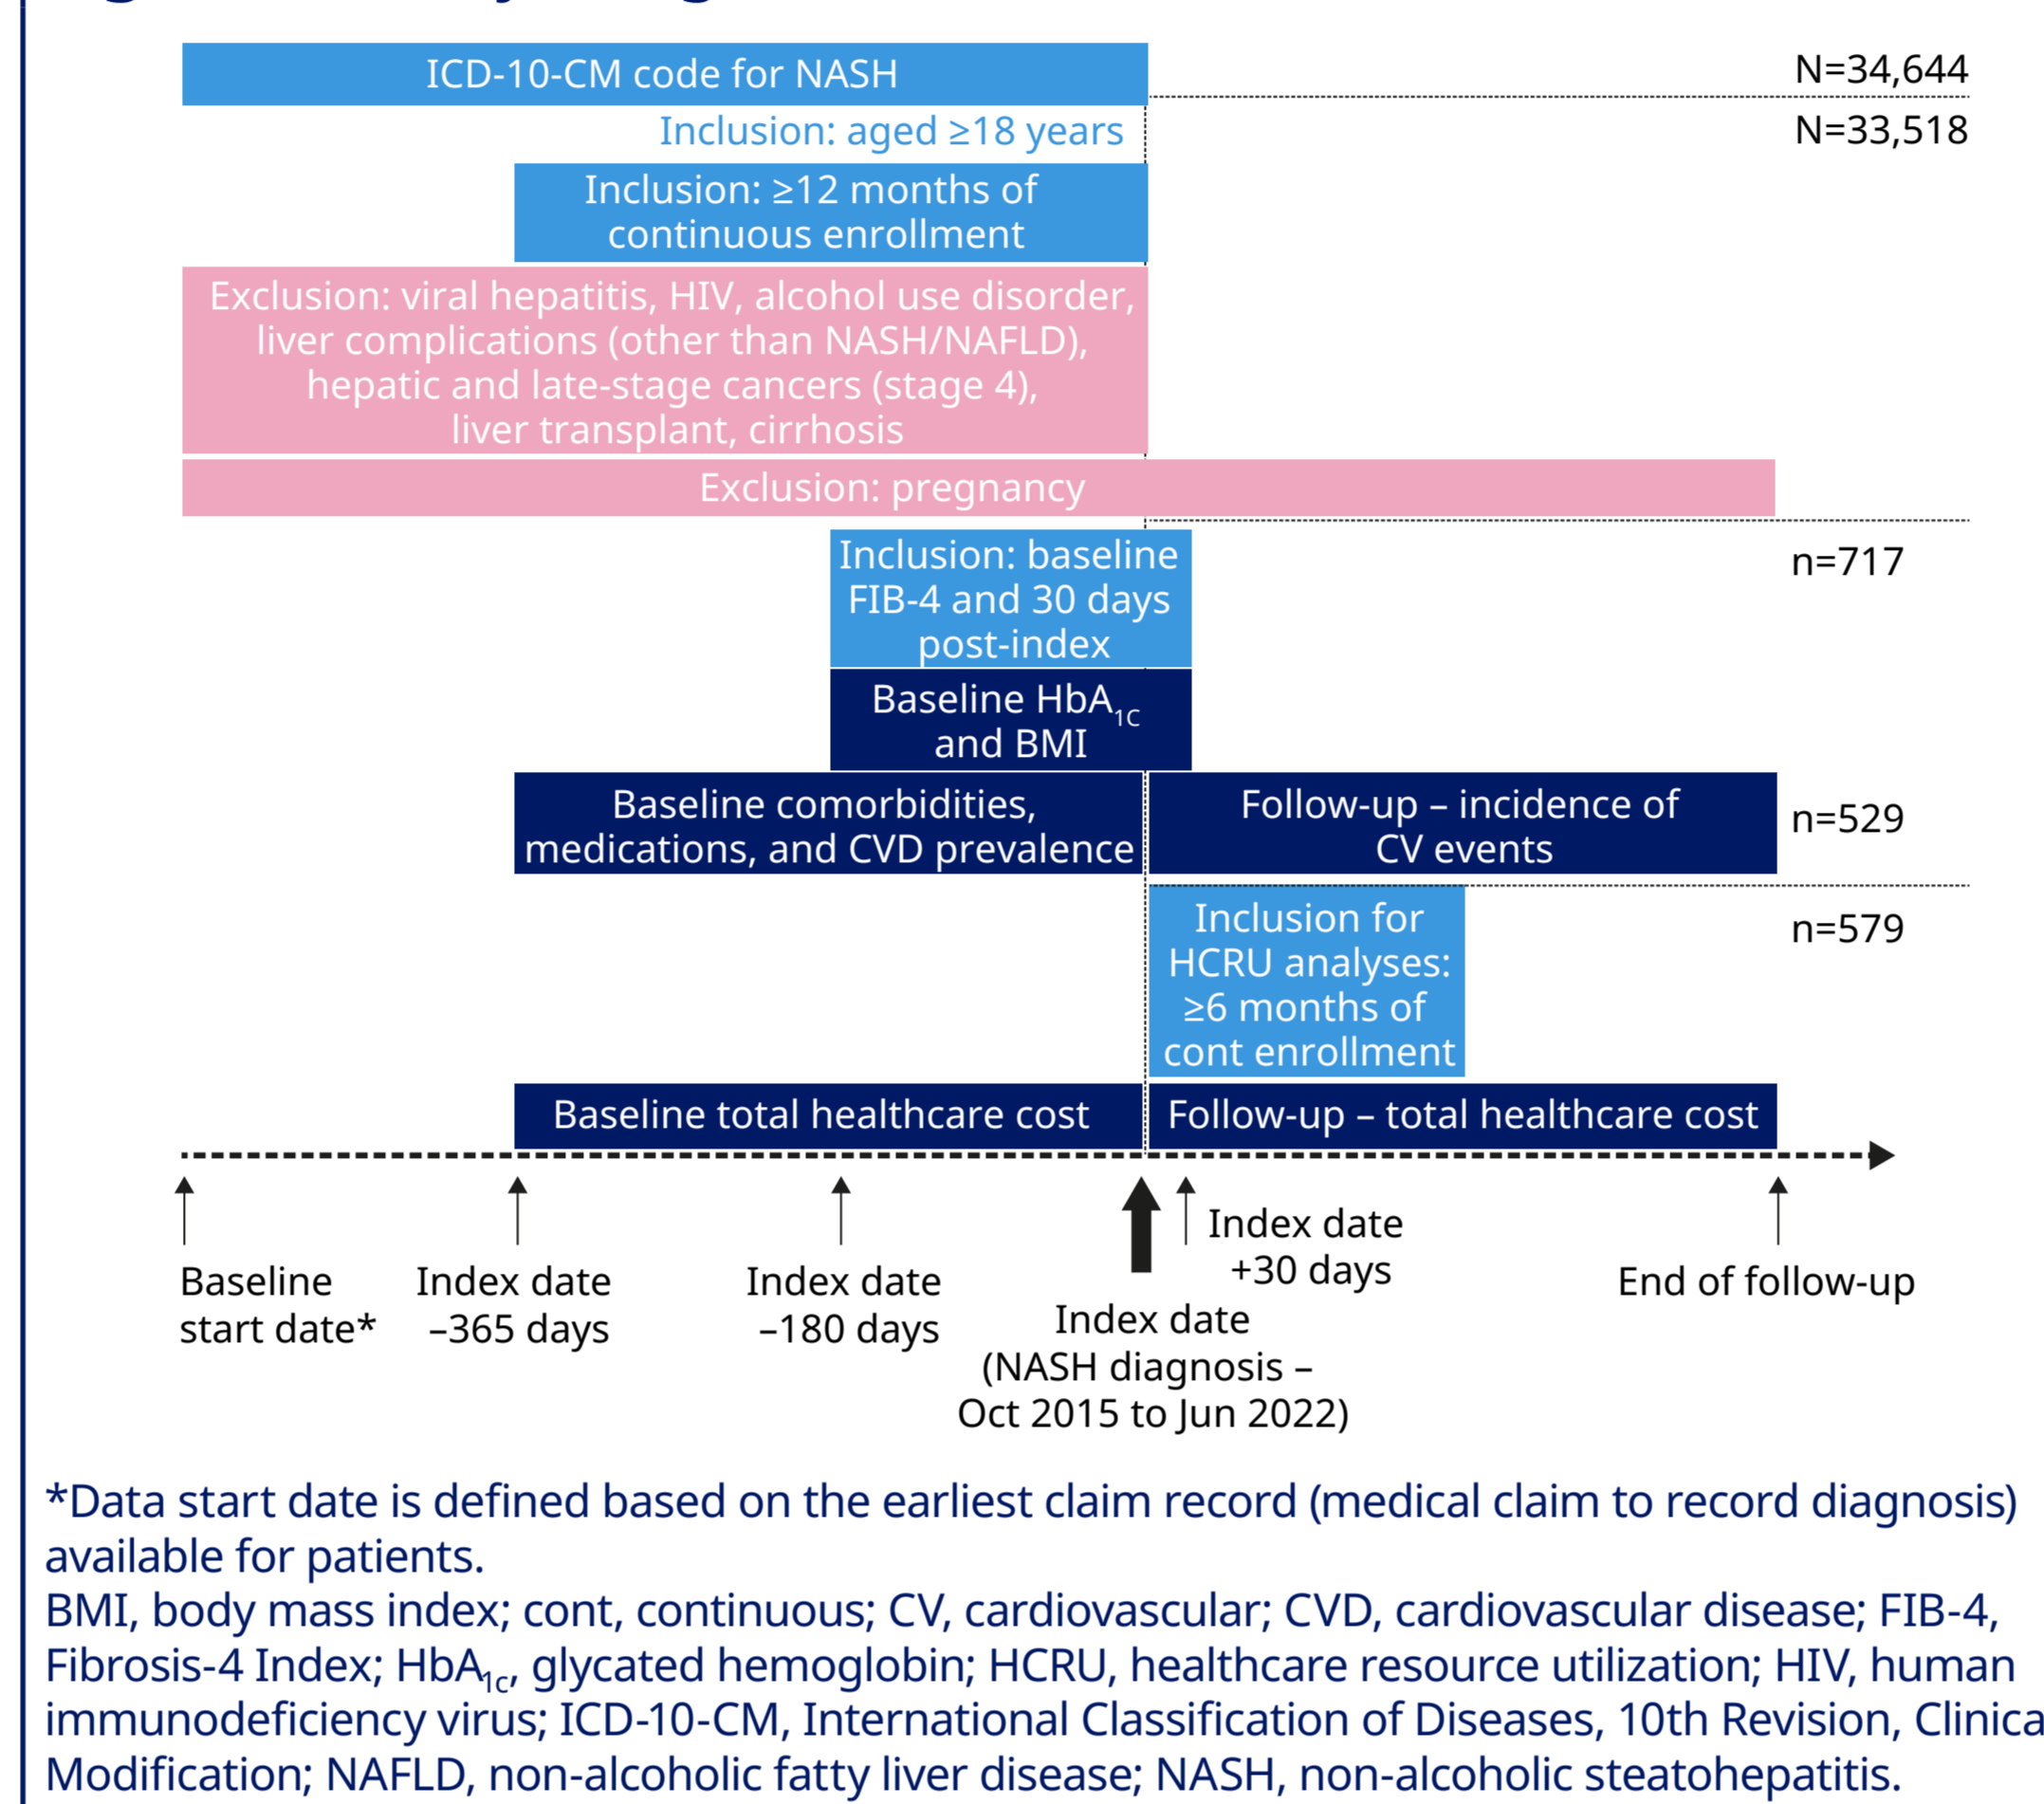 ICD-10-CM code for NASH
N=34,644
Inclusion: aged ≥18 years
N=33,518
Inclusion: ≥12 months of
continuous enrollment
Exclusion: viral hepatitis, HIV, alcohol use disorder,
liver complications (other than NASH/NAFLD),
hepatic and late-stage cancers (stage 4),
liver transplant, cirrhosis
Exclusion: pregnancy
Inclusion: baseline
FIB-4 and 30 days
post-index
n=717
Baseline HbA1C
and BMI
Baseline comorbidities,
medications, and CVD prevalence
Follow-up – incidence of
CV events
n=529
Inclusion for
HCRU analyses:
≥6 months of
cont enrollment
n=579
Baseline total healthcare cost
Follow-up – total healthcare cost
Baseline
start date*
Index date
–365 days
Index date
–180 days
Index date
(NASH diagnosis –
Oct 2015 to Jun 2022)
Index date
+30 days
End of follow-up
*Data start date is defined based on the earliest claim record (medical claim to record diagnosis)
available for patients.
BMI, body mass index; cont, continuous; CV, cardiovascular; CVD, cardiovascular disease; FIB-4,
Fibrosis-4 Index; HbA1c, glycated hemoglobin; HCRU, healthcare resource utilization; HIV, human
immunodeficiency virus; ICD-10-CM, International Classification of Diseases, 10th Revision, Clinica
Modification; NAFLD, non-alcoholic fatty liver disease; NASH, non-alcoholic steatohepatitis.